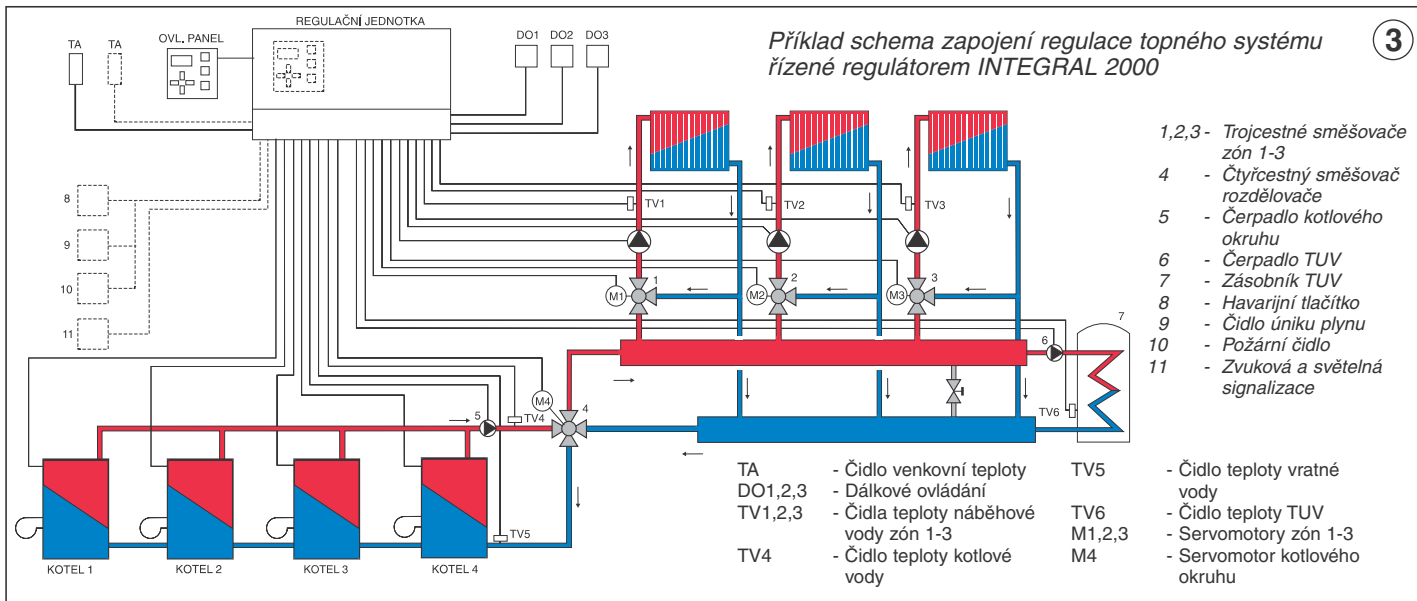 REGULAČNÍ JEDNOTKA
TA
TA
OVL. PANEL
DO1
DO2
DO3
Příklad schema zapojení regulace topného systému
řízené regulátorem INTEGRAL 2000
3
1,2,3 - Trojcestné směšovače
zón 1-3
4 - Čtyřcestný směšovač
rozdělovače
5 - Čerpadlo kotlového
okruhu
6 - Čerpadlo TUV
7 - Zásobník TUV
8 - Havarijní tlačítko
9 - Čidlo úniku plynu
10 - Požární čidlo
11 - Zvuková a světelná
signalizace
8
9
10
11
TV1
TV2
TV3
M1
1
M2
2
M3
3
6
7
TV6
M4
4
5
TV4
TV5
KOTEL 1
KOTEL 2
KOTEL 3
KOTEL 4
TA - Čidlo venkovní teploty
DO1,2,3 - Dálkové ovládání
TV1,2,3 - Čidla teploty náběhové
vody zón 1-3
TV4 - Čidlo teploty kotlové
vody
TV5 - Čidlo teploty vratné
vody
TV6 - Čidlo teploty TUV
M1,2,3 - Servomotory zón 1-3
M4 - Servomotor kotlového
okruhu